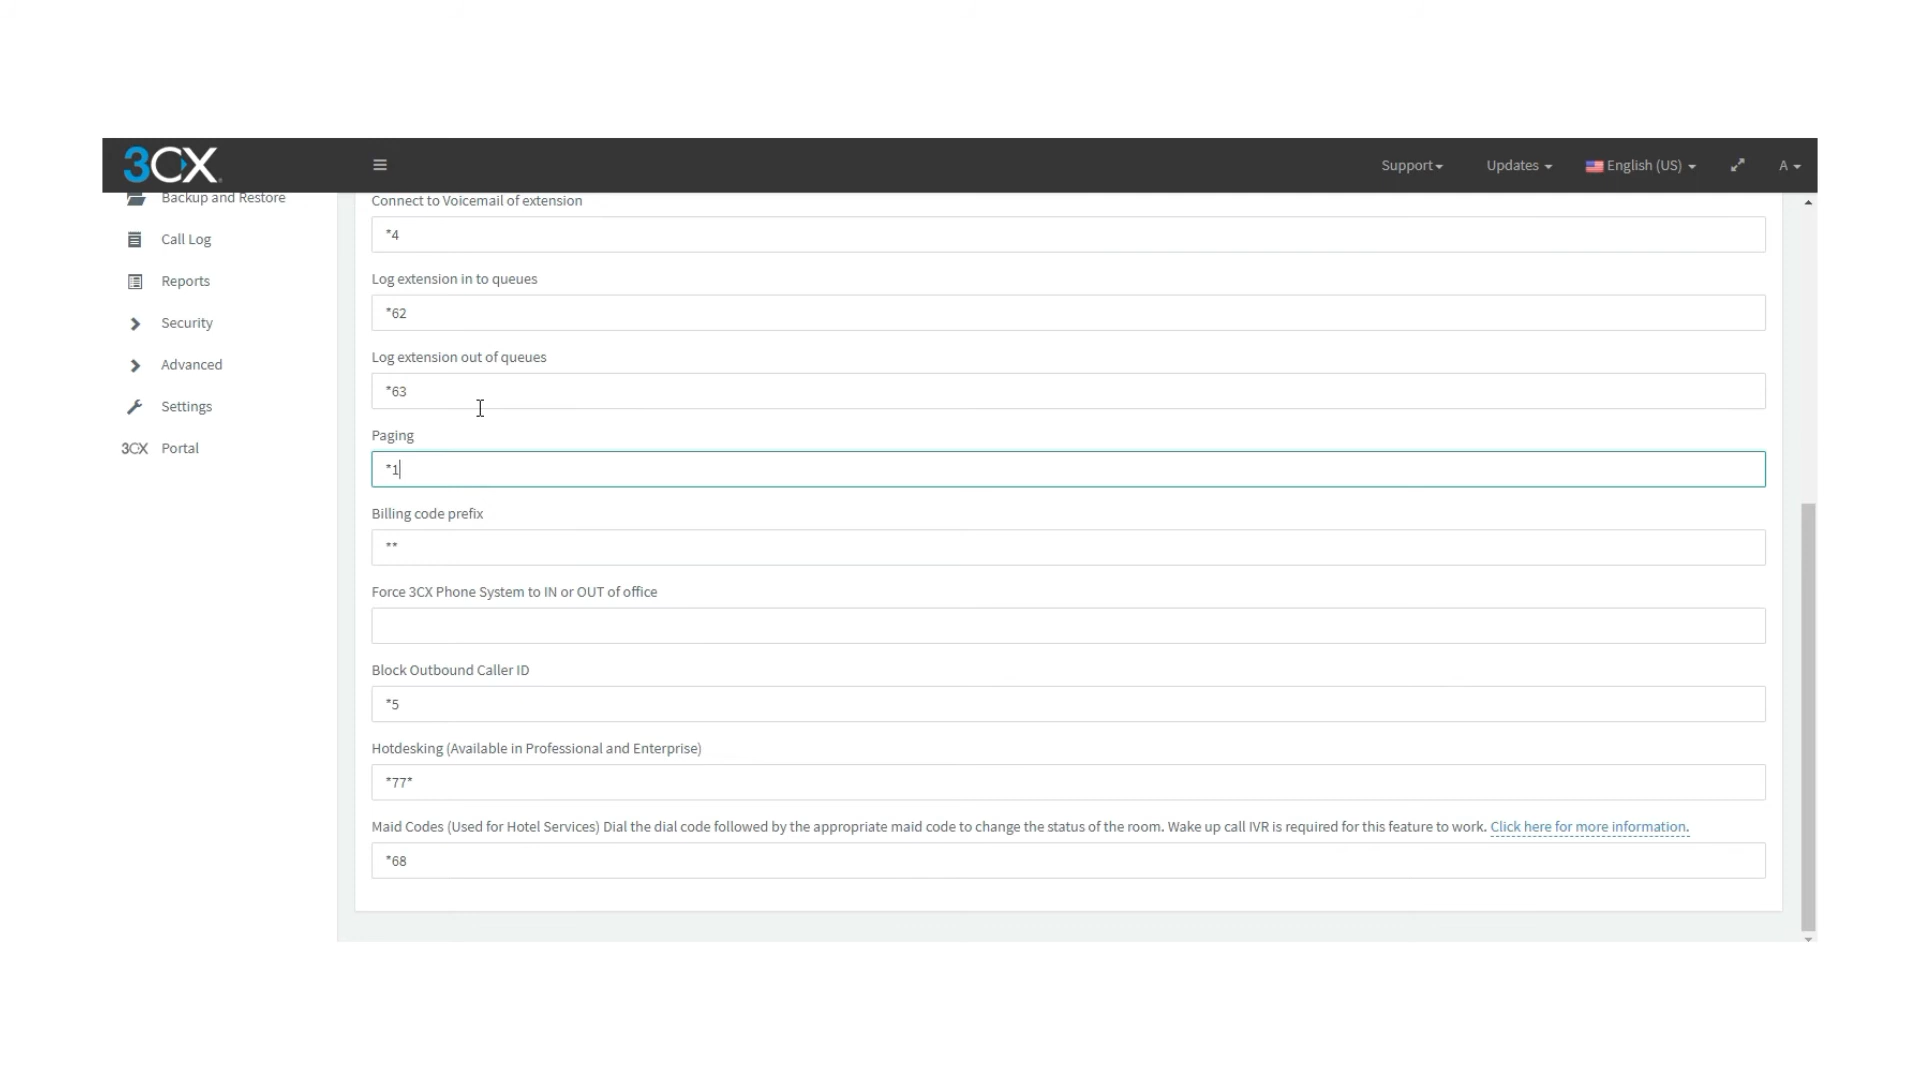 3CX
Support
Updates
English (US)
A
Backup and Restore
Call Log
Reports
Security
Advanced
Settings
3CX Portal
Connect to Voicemail of extension
*4
Log extension in to queues
*62
Log extension out of queues
*63
Paging
*1
Billing code prefix
**
Force 3CX Phone System to IN or OUT of office
Block Outbound Caller ID
*5
Hotdesking (Available in Professional and Enterprise)
*77*
Maid Codes (Used for Hotel Services) Dial the dial code followed by the appropriate maid code to change the status of the room. Wake up call IVR is required for this feature to work. Click here for more information.
*68